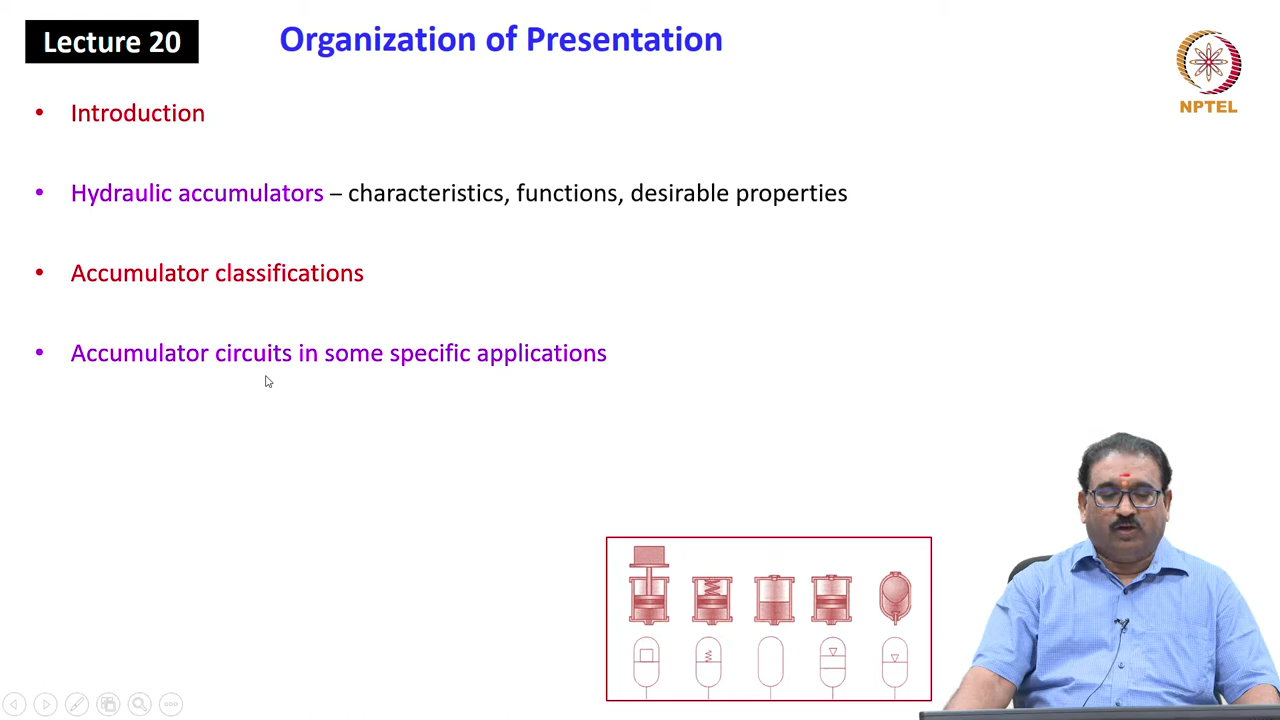 Lecture 20
Organization of Presentation
NPTEL
• Introduction
• Hydraulic accumulators – characteristics, functions, desirable properties
• Accumulator classifications
• Accumulator circuits in some specific applications